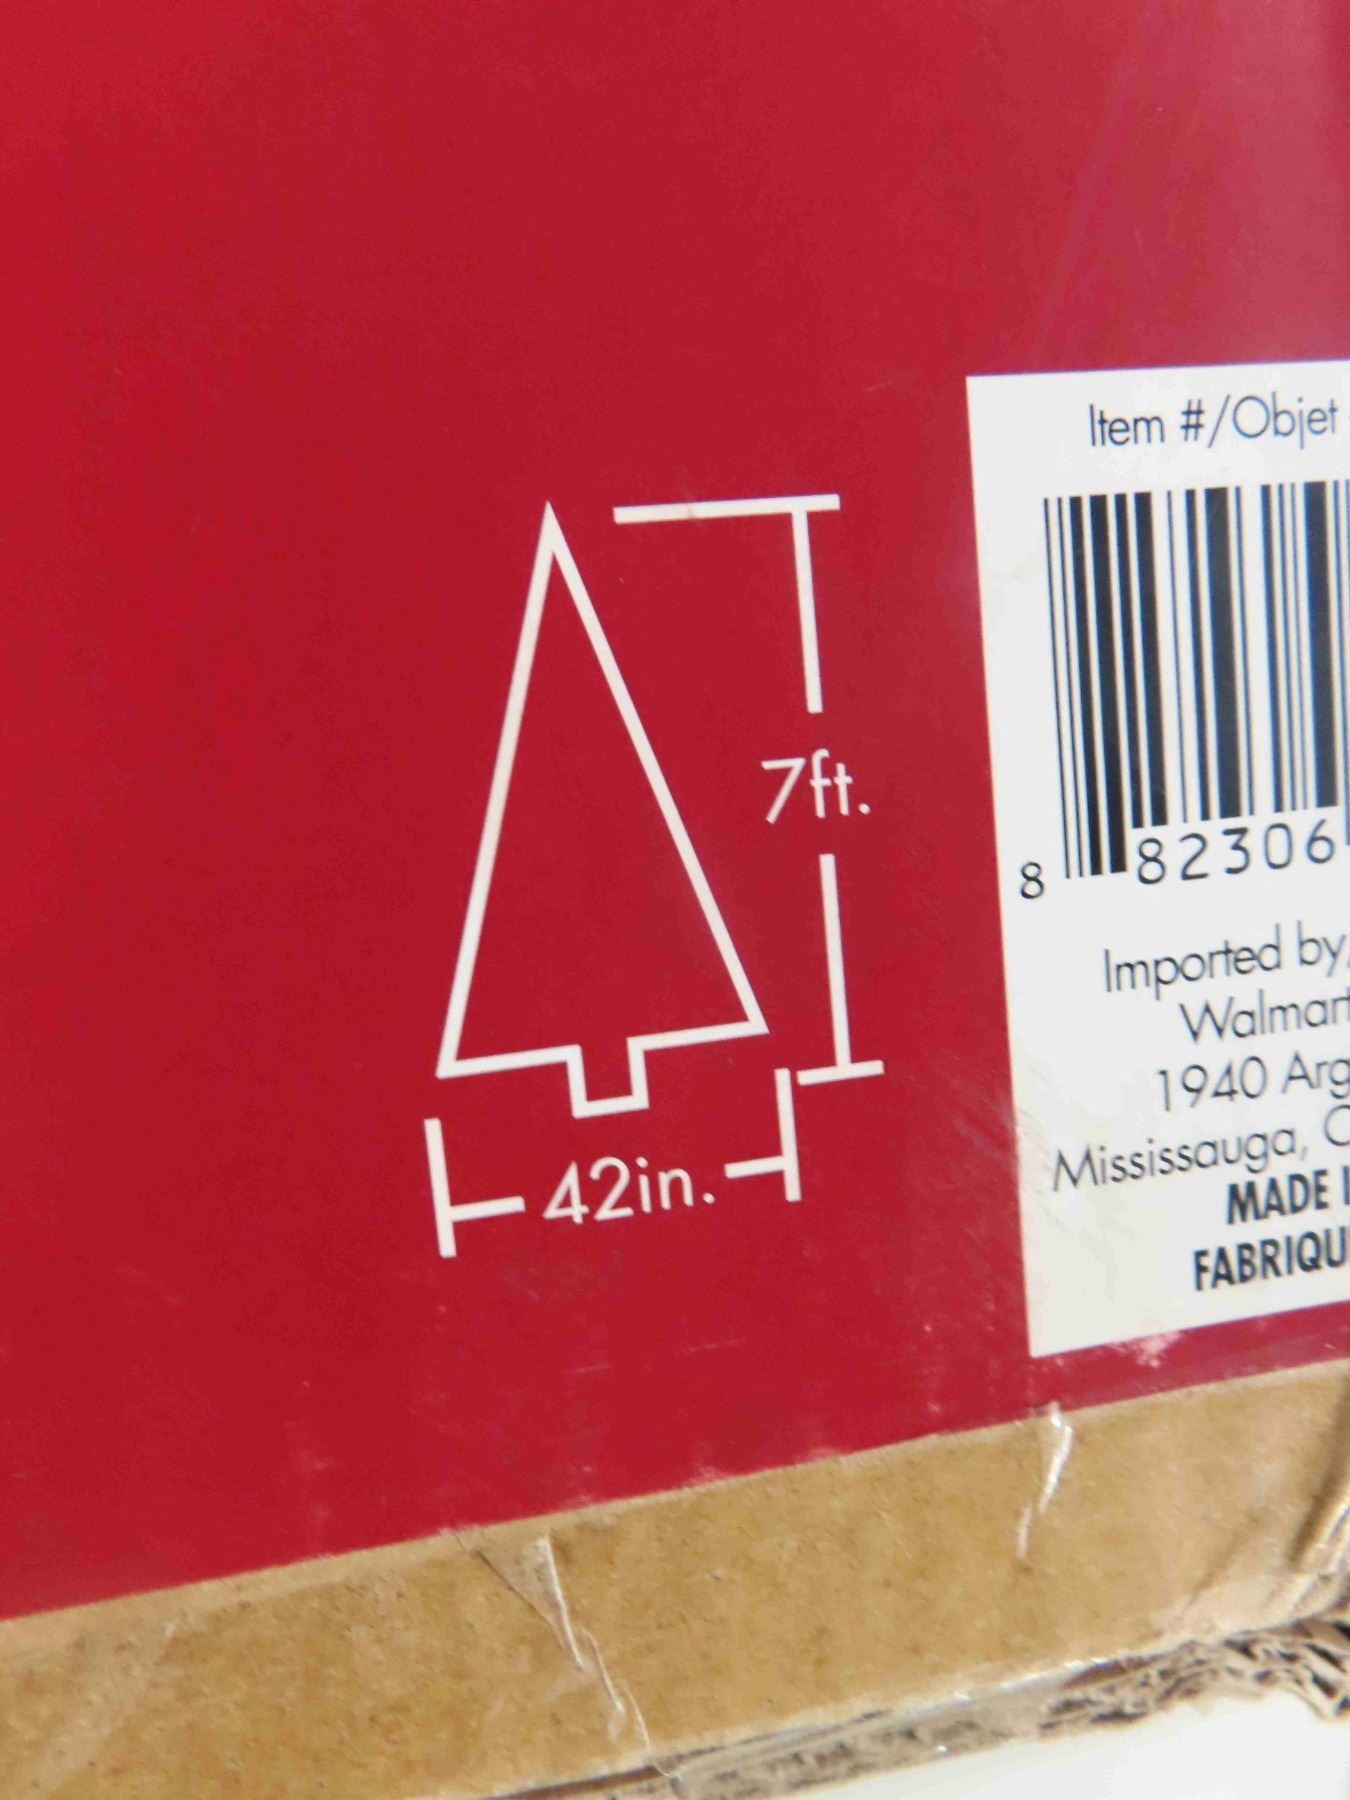 7ft.
42in.
Item #/Objet
8 82306
Imported by/
Walmart
1940 Arg
Mississauga,
MADE
FABRIQU